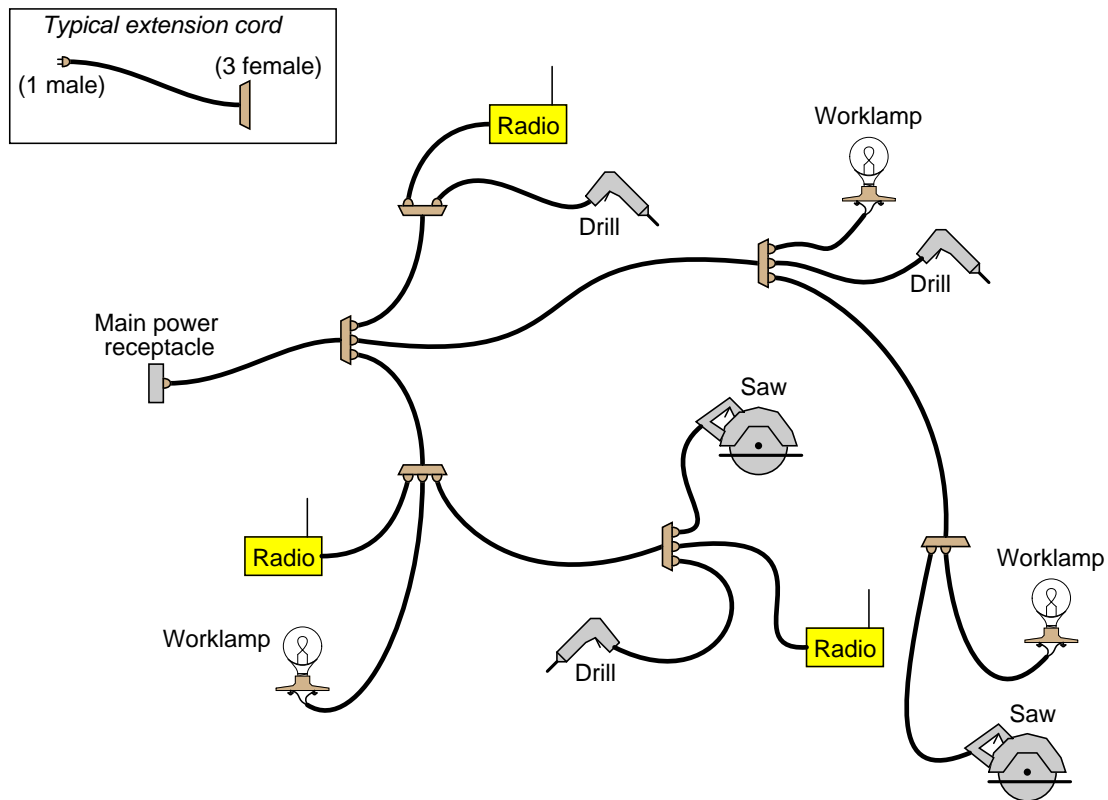 Typical extension cord
(3 female)
(1 male)
Radio
Worklamp
Drill
Drill
Main power
receptacle
Saw
Radio
Worklamp
Worklamp
Drill
Radio
Saw